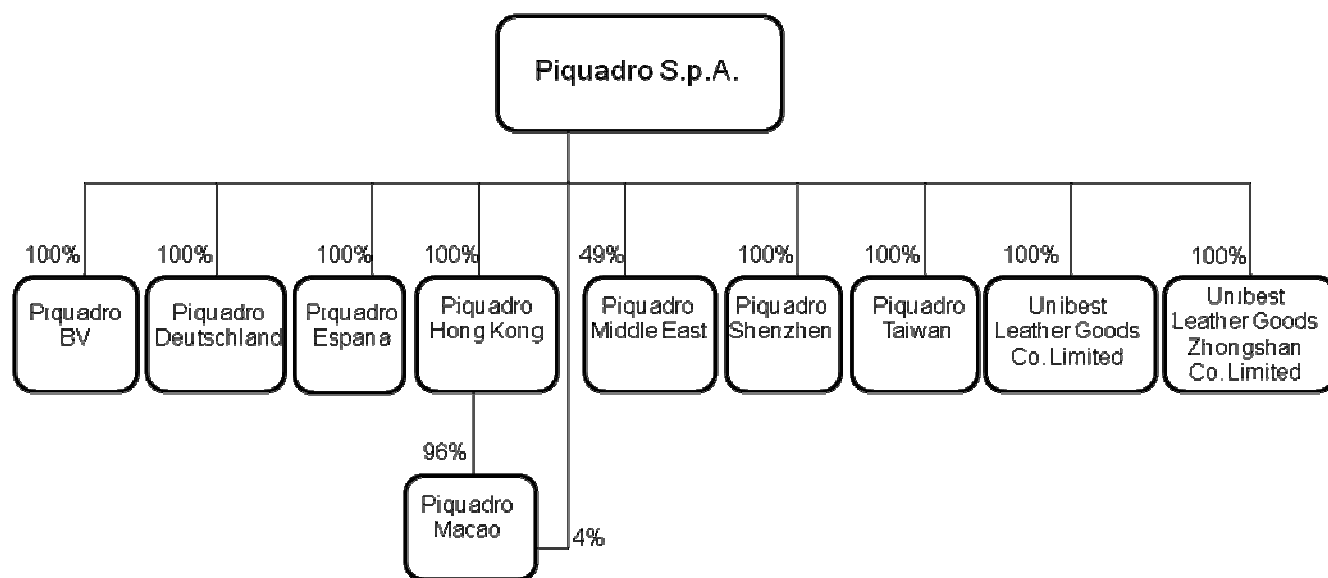 Piquadro S.p.A.
100%
100%
100%
100%
49%
100%
100%
100%
100%
Piquadro
BV
Piquadro
Deutschland
Piquadro
Espana
Piquadro
Hong Kong
Piquadro
Middle East
Piquadro
Shenzhen
Piquadro
Taiwan
Unibest
Leather Goods
Co. Limited
Unibest
Leather Goods
Zhongshan
Co. Limited
96%
Piquadro
Macao
4%